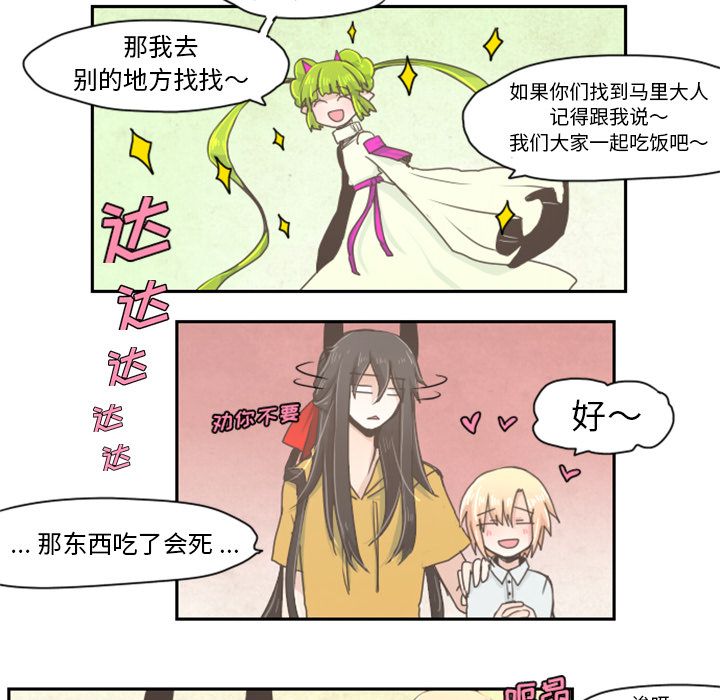 那我去
别的地方找找～
如果你们找到马里大人
记得跟我说～
我们大家一起吃饭吧～
达
达
达
达
达
劝你不要
好～
... 那东西吃了会死 ...